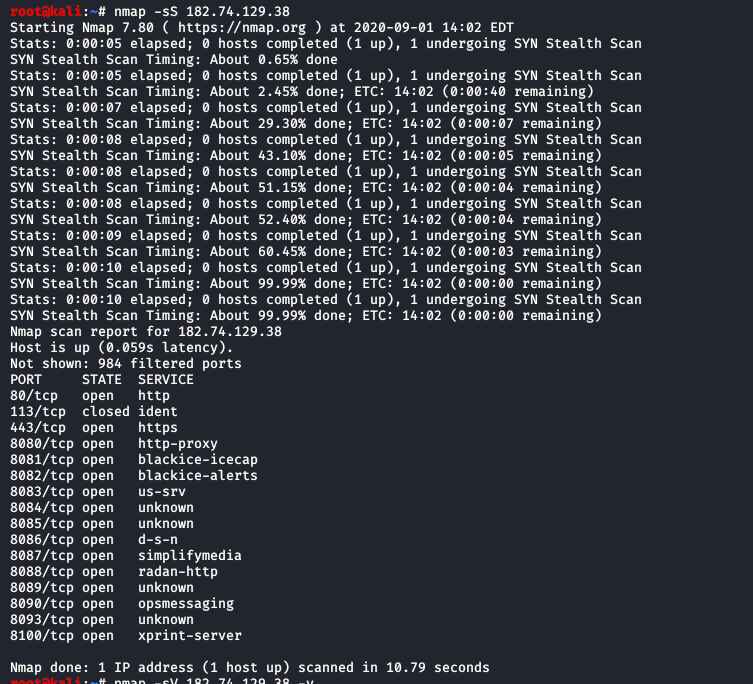 root@kali:~# nmap -sS 182.74.129.38
Starting Nmap 7.80 ( https://nmap.org ) at 2020-09-01 14:02 EDT
Stats: 0:00:05 elapsed; 0 hosts completed (1 up), 1 undergoing SYN Stealth Scan
SYN Stealth Scan Timing: About 0.65% done
Stats: 0:00:05 elapsed; 0 hosts completed (1 up), 1 undergoing SYN Stealth Scan
SYN Stealth Scan Timing: About 2.45% done; ETC: 14:02 (0:00:40 remaining)
Stats: 0:00:07 elapsed; 0 hosts completed (1 up), 1 undergoing SYN Stealth Scan
SYN Stealth Scan Timing: About 29.30% done; ETC: 14:02 (0:00:07 remaining)
Stats: 0:00:08 elapsed; 0 hosts completed (1 up), 1 undergoing SYN Stealth Scan
SYN Stealth Scan Timing: About 43.10% done; ETC: 14:02 (0:00:05 remaining)
Stats: 0:00:08 elapsed; 0 hosts completed (1 up), 1 undergoing SYN Stealth Scan
SYN Stealth Scan Timing: About 51.15% done; ETC: 14:02 (0:00:04 remaining)
Stats: 0:00:08 elapsed; 0 hosts completed (1 up), 1 undergoing SYN Stealth Scan
SYN Stealth Scan Timing: About 52.40% done; ETC: 14:02 (0:00:04 remaining)
Stats: 0:00:09 elapsed; 0 hosts completed (1 up), 1 undergoing SYN Stealth Scan
SYN Stealth Scan Timing: About 60.45% done; ETC: 14:02 (0:00:03 remaining)
Stats: 0:00:10 elapsed; 0 hosts completed (1 up), 1 undergoing SYN Stealth Scan
SYN Stealth Scan Timing: About 99.99% done; ETC: 14:02 (0:00:00 remaining)
Stats: 0:00:10 elapsed; 0 hosts completed (1 up), 1 undergoing SYN Stealth Scan
SYN Stealth Scan Timing: About 99.99% done; ETC: 14:02 (0:00:00 remaining)
Nmap scan report for 182.74.129.38
Host is up (0.059s latency).
Not shown: 984 filtered ports
PORT     STATE  SERVICE
80/tcp   open   http
113/tcp  closed ident
443/tcp  open   https
8080/tcp open   http-proxy
8081/tcp open   blackice-icecap
8082/tcp open   blackice-alerts
8083/tcp open   us-srv
8084/tcp open   unknown
8085/tcp open   unknown
8086/tcp open   d-s-n
8087/tcp open   simplifymedia
8088/tcp open   radan-http
8089/tcp open   unknown
8090/tcp open   opsmessaging
8093/tcp open   unknown
8100/tcp open   xprint-server
Nmap done: 1 IP address (1 host up) scanned in 10.79 seconds
root@kali:~# nmap -sV 182.74.129.38 -v